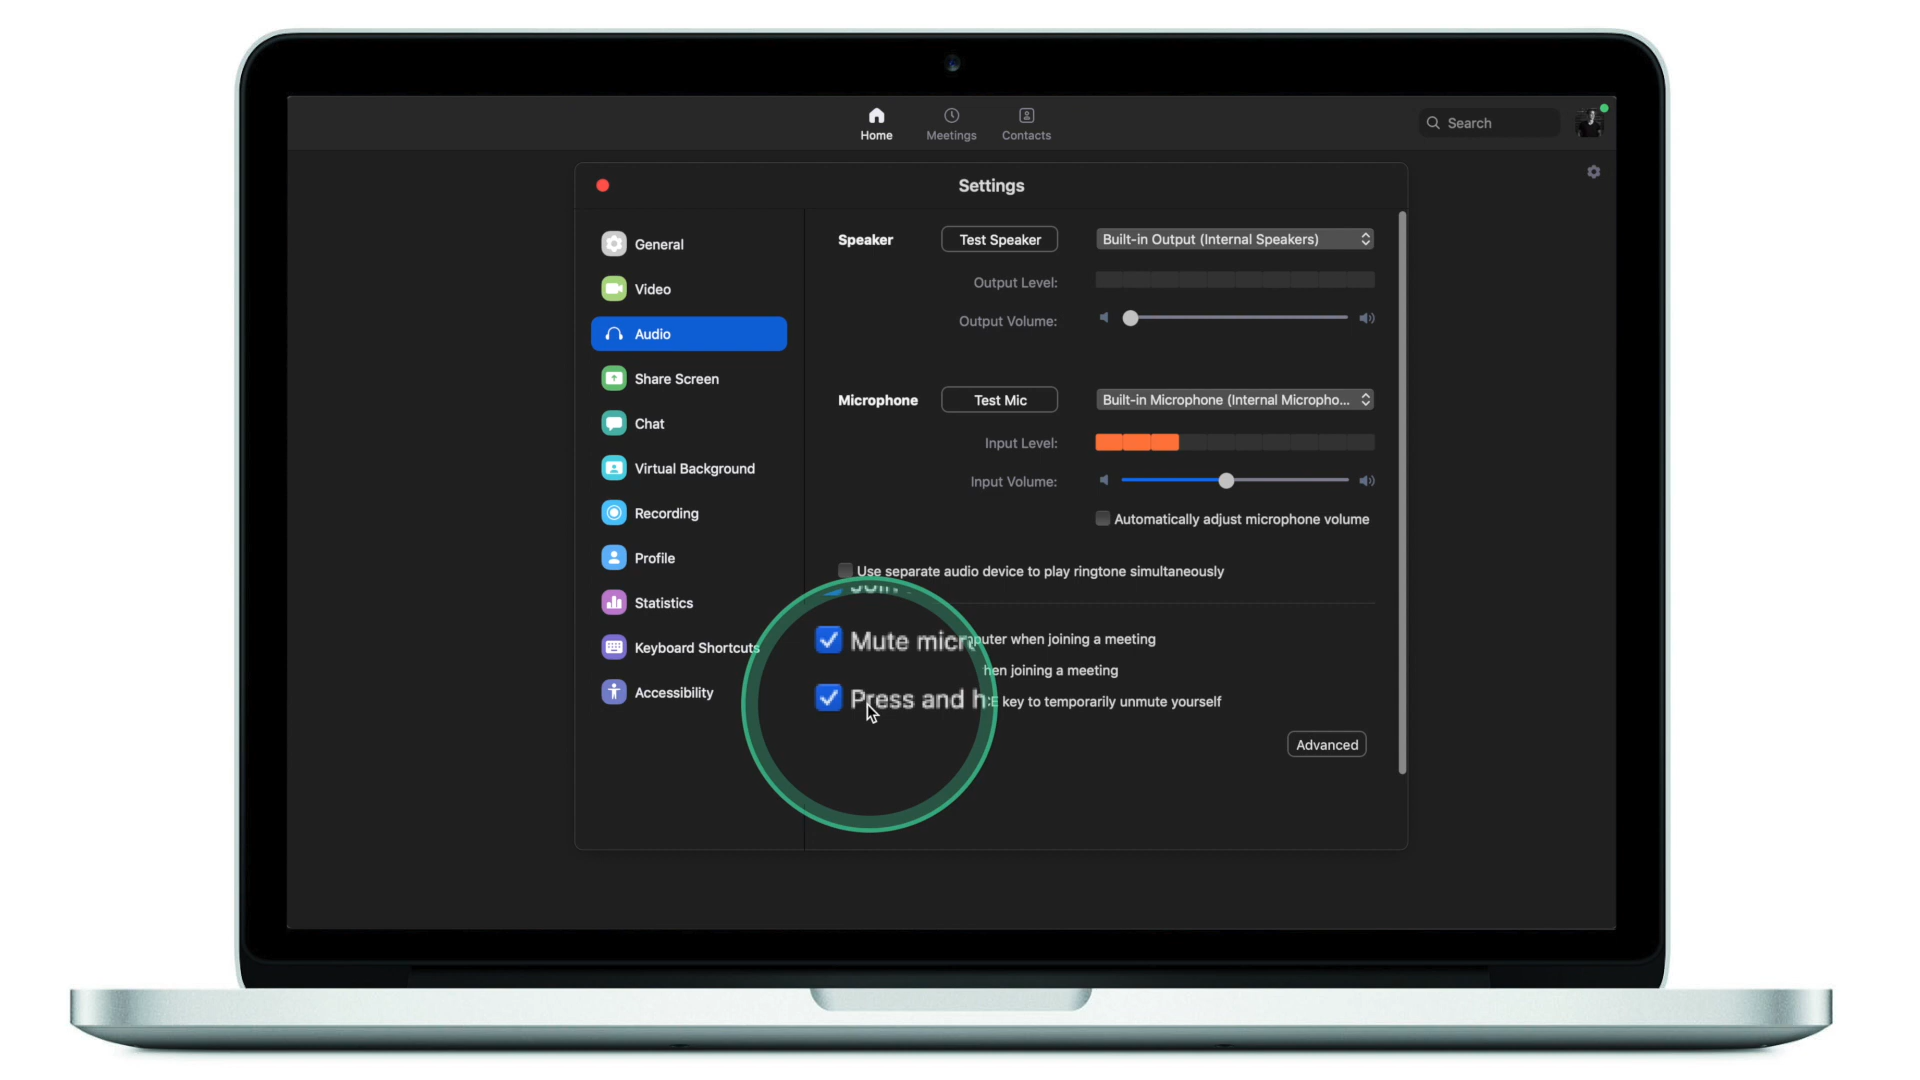 Home
Meetings
Contacts
Search
Settings
General
Video
Audio
Share Screen
Chat
Virtual Background
Recording
Profile
Statistics
Keyboard Shortcuts
Accessibility
Speaker
Test Speaker
Built-in Output (Internal Speakers)
Output Level:
Output Volume:
Microphone
Test Mic
Built-in Microphone (Internal Micropho...
Input Level:
Input Volume:
Automatically adjust microphone volume
Use separate audio device to play ringtone simultaneously
when joining a meeting
Mute micr
joining a meeting
Press and h
key to temporarily unmute yourself
Advanced